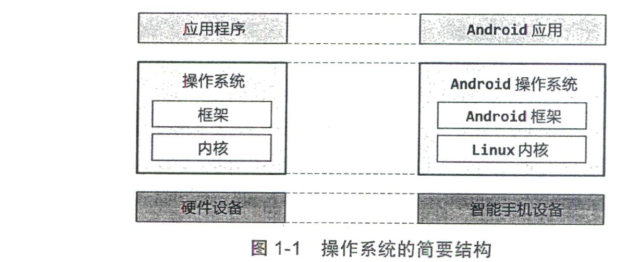 应用程序
Android 应用
操作系统
Android 操作系统
框架
Android 框架
内核
Linux 内核
硬件设备
智能手机设备
图 1-1 操作系统的简要结构